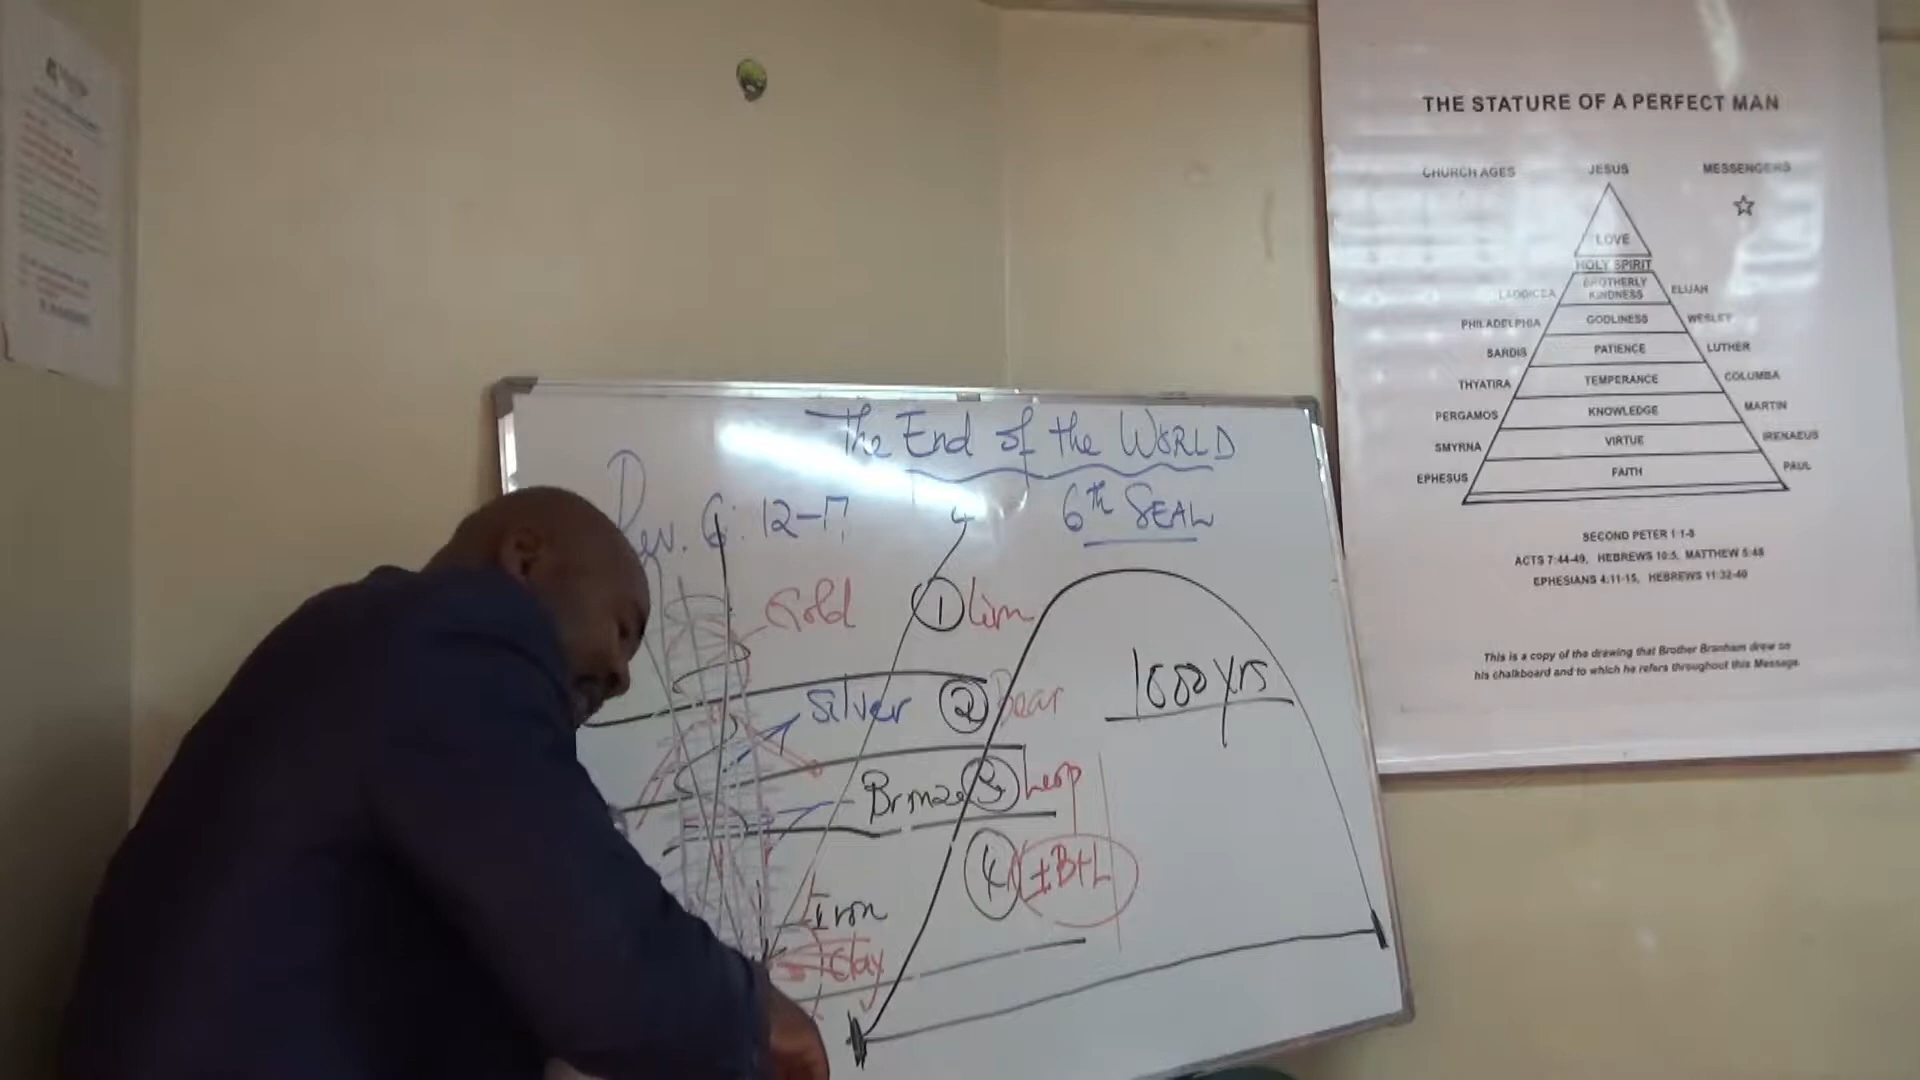 The End of the WORLD
Rev. 6: 12-17
6th SEAL
Gold
1 Lion
Silver
2 Bear
Bronze
3 Leop
Iron
4
Clay
1000 yrs
THE STATURE OF A PERFECT MAN
CHURCH AGES JESUS MESSENGERS
LOVE
HOLY SPIRIT
LAODICEA BROTHERLY KINDNESS ELIJAH
PHILADELPHIA GODLINESS WESLEY
SARDIS PATIENCE LUTHER
THYATIRA TEMPERANCE COLUMBA
PERGAMOS KNOWLEDGE MARTIN
SMYRNA VIRTUE IRENAEUS
EPHESUS FAITH PAUL
SECOND PETER 1:1-8
ACTS 7:44-49, HEBREWS 10:5, MATTHEW 5:48
EPHESIANS 4:11-15, HEBREWS 11:32-40
This is a copy of the drawing that Brother Branham drew on
his chalkboard and to which he refers throughout this Message.